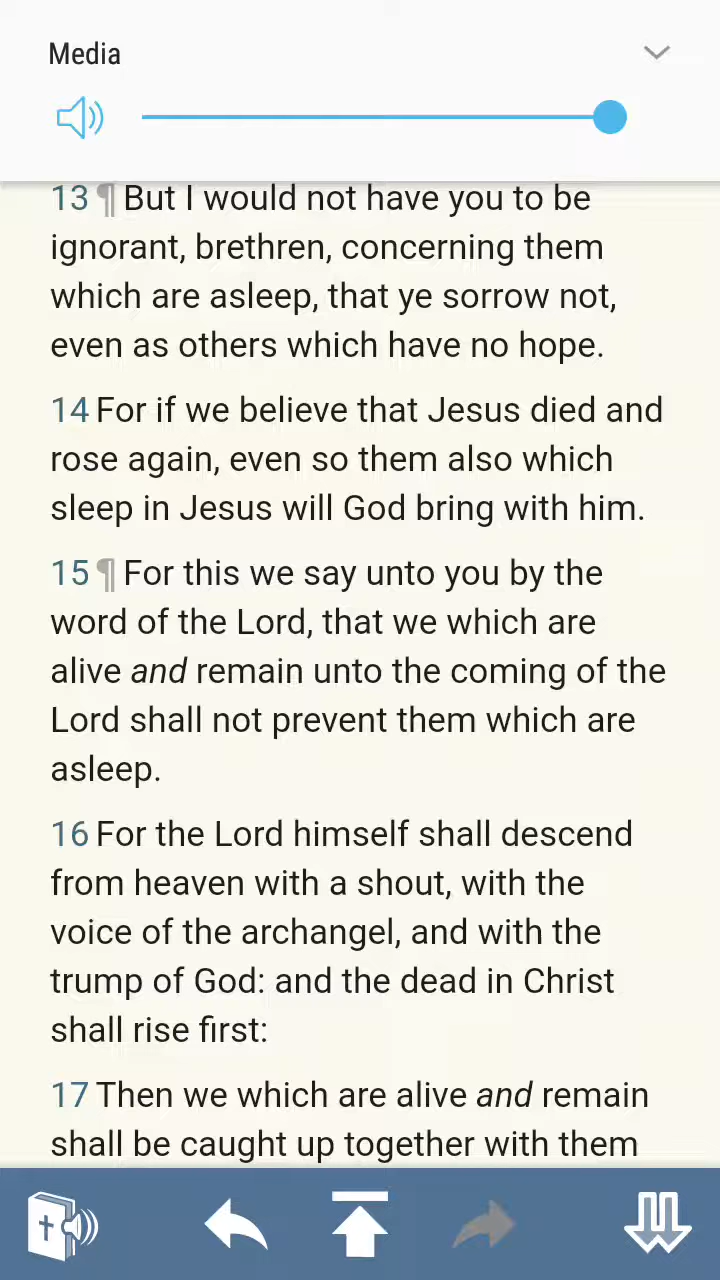 Media
13 ¶ But I would not have you to be
ignorant, brethren, concerning them
which are asleep, that ye sorrow not,
even as others which have no hope.
14 For if we believe that Jesus died and
rose again, even so them also which
sleep in Jesus will God bring with him.
15 ¶ For this we say unto you by the
word of the Lord, that we which are
alive and remain unto the coming of the
Lord shall not prevent them which are
asleep.
16 For the Lord himself shall descend
from heaven with a shout, with the
voice of the archangel, and with the
trump of God: and the dead in Christ
shall rise first:
17 Then we which are alive and remain
shall be caught up together with them